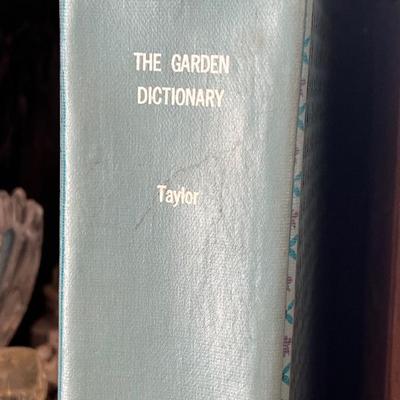 THE GARDEN
DICTIONARY
Taylor